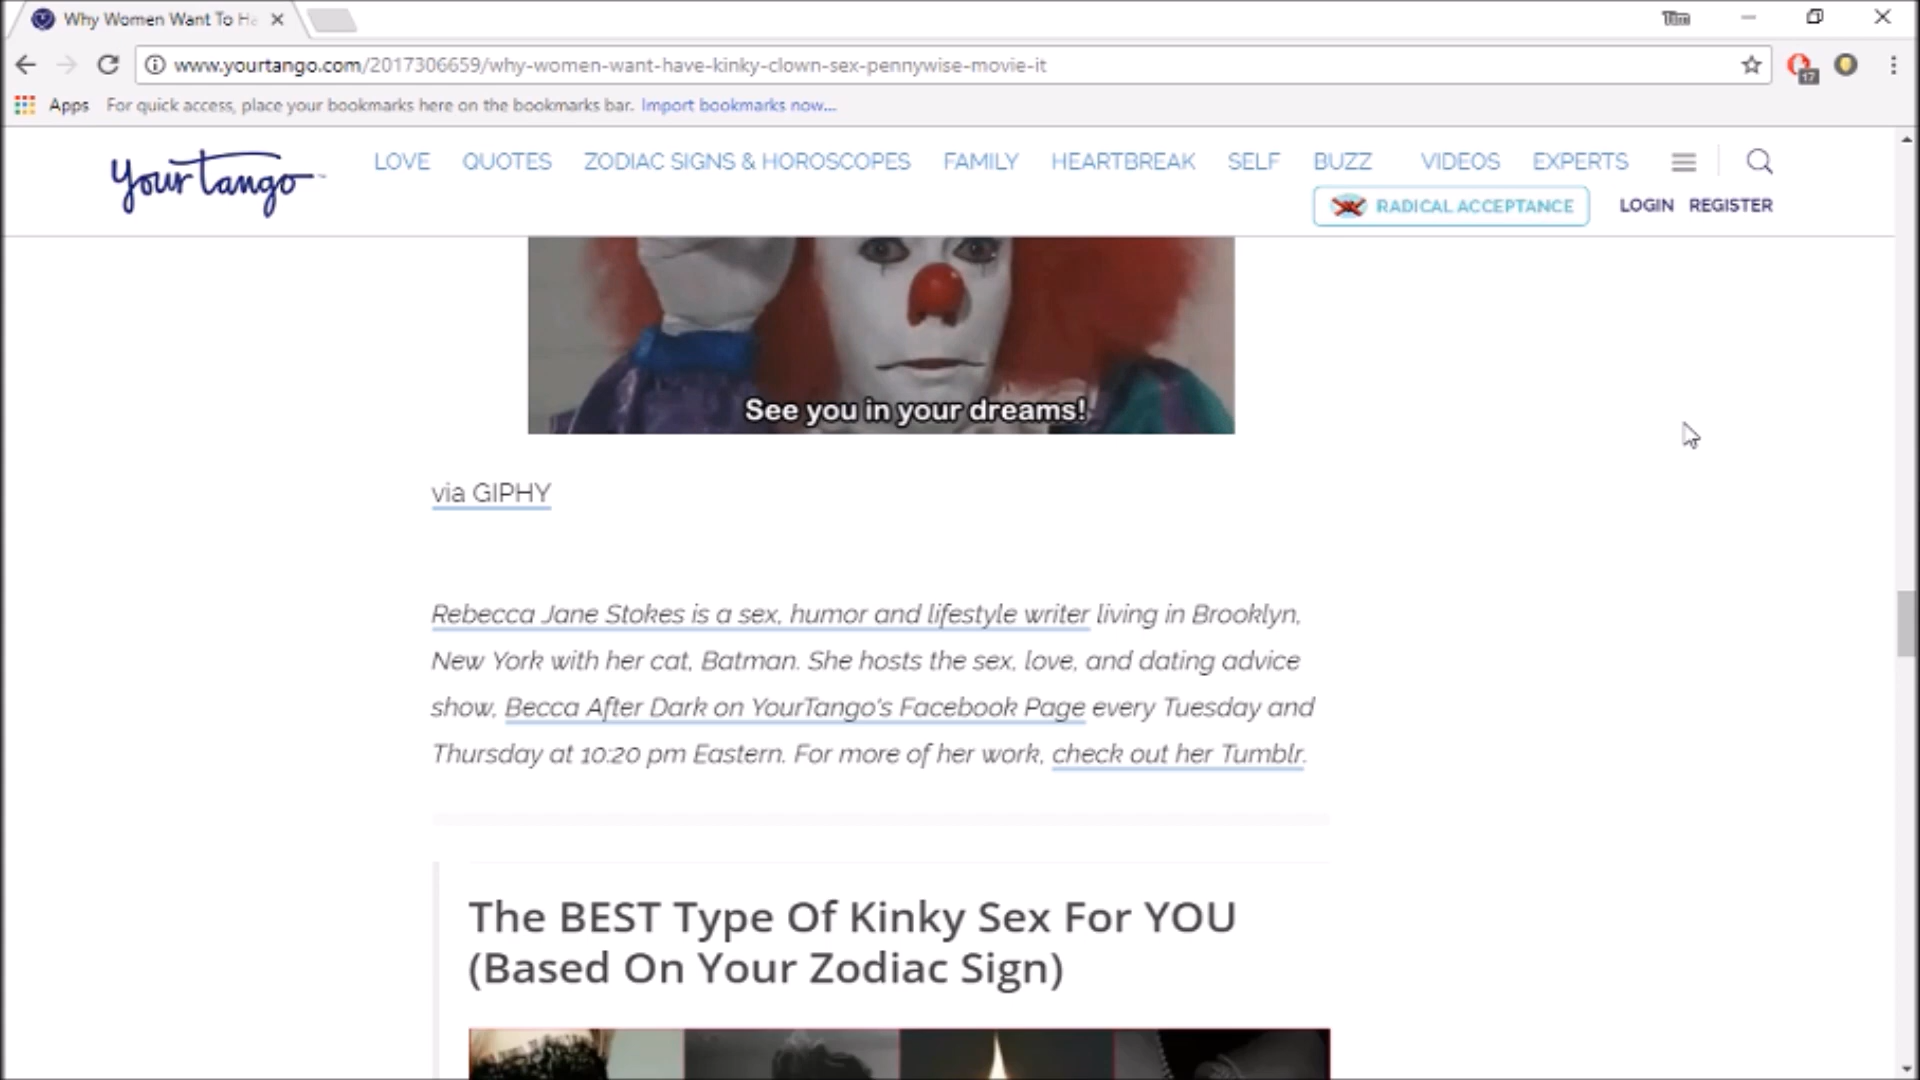 Why Women Want To Ha
Tim
www.yourtango.com/2017306659/why-women-want-have-kinky-clown-sex-pennywise-movie-it
17
Apps For quick access, place your bookmarks here on the bookmarks bar. Import bookmarks now...
YourTango
LOVE QUOTES ZODIAC SIGNS & HOROSCOPES FAMILY HEARTBREAK SELF BUZZ VIDEOS EXPERTS
RADICAL ACCEPTANCE LOGIN REGISTER
See you in your dreams!
via GIPHY
Rebecca Jane Stokes is a sex, humor and lifestyle writer living in Brooklyn,
New York with her cat, Batman. She hosts the sex, love, and dating advice
show, Becca After Dark on YourTango's Facebook Page every Tuesday and
Thursday at 10:20 pm Eastern. For more of her work, check out her Tumblr.
The BEST Type Of Kinky Sex For YOU
(Based On Your Zodiac Sign)